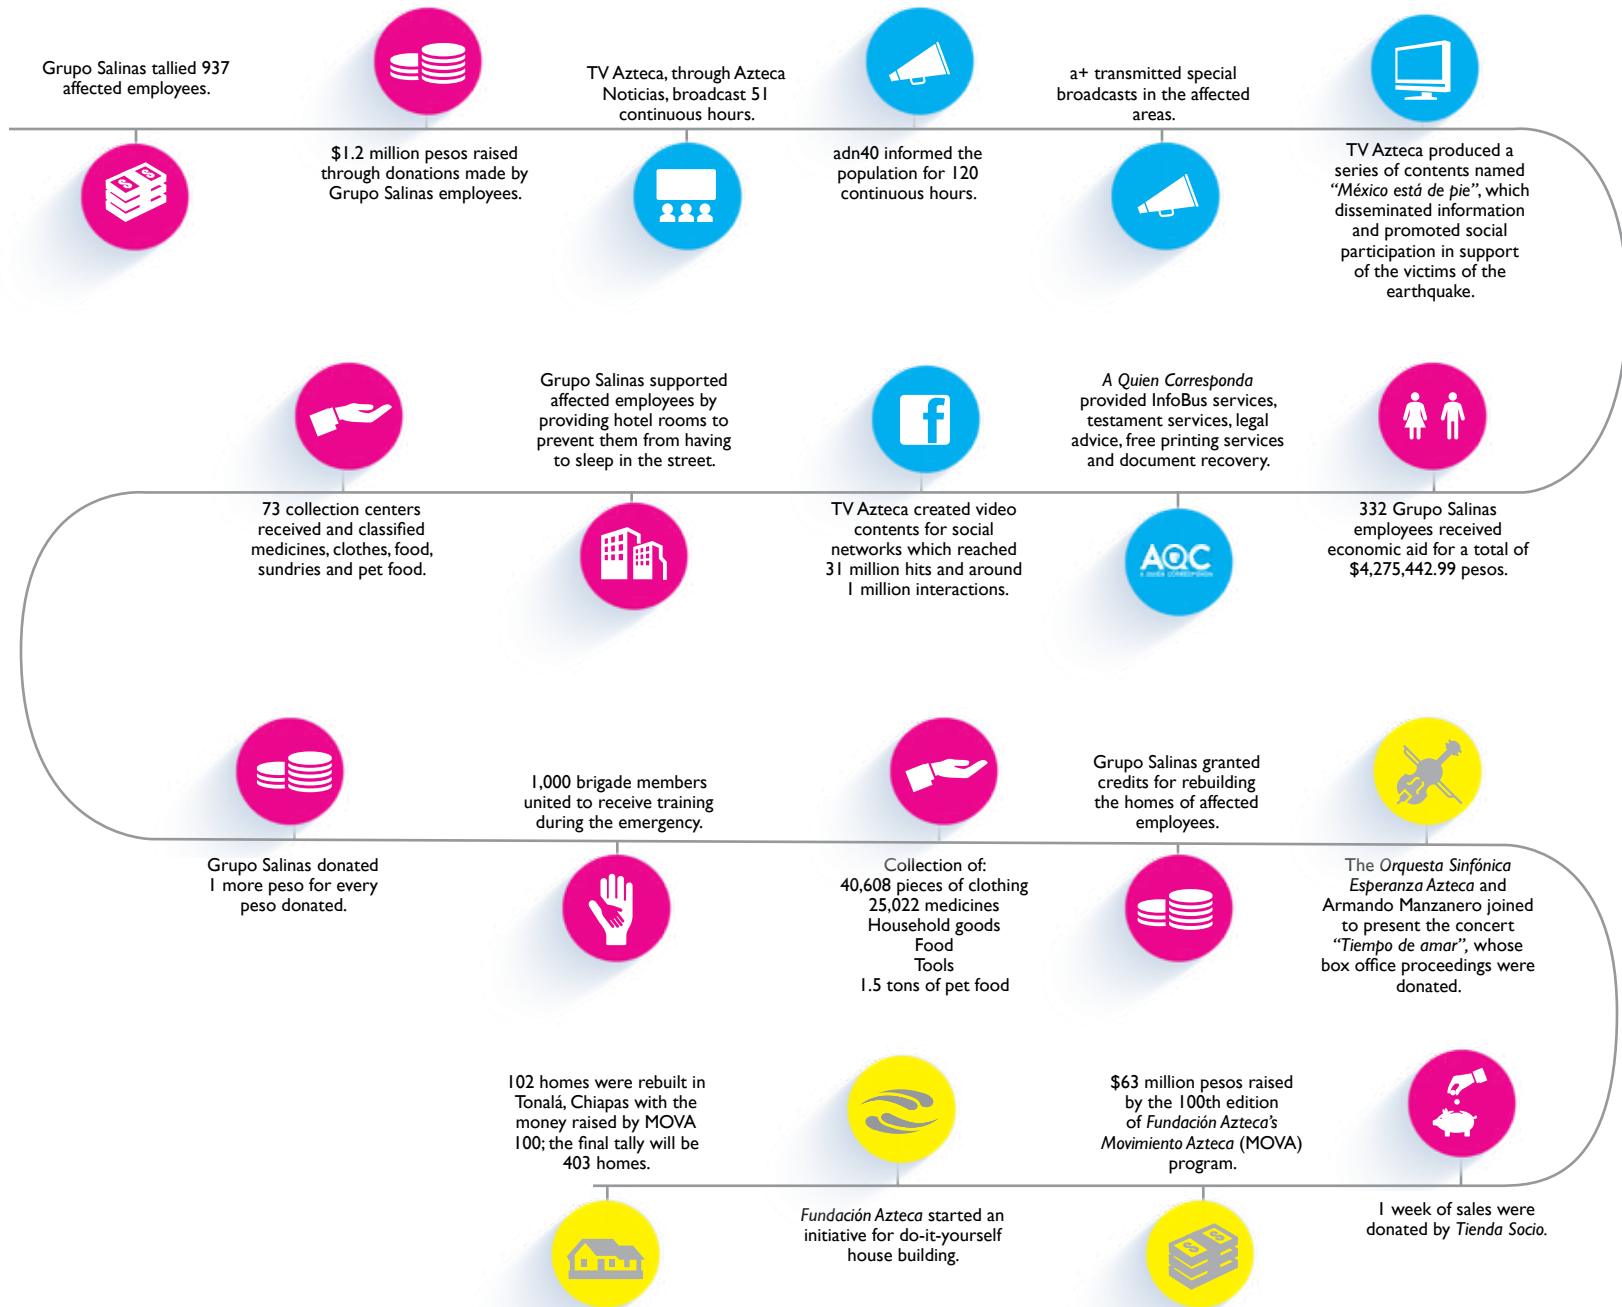 Grupo Salinas tallied 937
affected employees.
$1.2 million pesos raised
through donations made by
Grupo Salinas employees.
TV Azteca, through Azteca
Noticias, broadcast 51
continuous hours.
adn40 informed the
population for 120
continuous hours.
a+ transmitted special
broadcasts in the affected
areas.
TV Azteca produced a
series of contents named
“México está de pie”, which
disseminated information
and promoted social
participation in support
of the victims of the
earthquake.
332 Grupo Salinas
employees received
economic aid for a total of
$4,275,442.99 pesos.
A Quien Corresponda
provided InfoBus services,
testament services, legal
advice, free printing services
and document recovery.
AQC
A QUIEN CORRESPONDA
TV Azteca created video
contents for social
networks which reached
31 million hits and around
1 million interactions.
Grupo Salinas supported
affected employees by
providing hotel rooms to
prevent them from having
to sleep in the street.
73 collection centers
received and classified
medicines, clothes, food,
sundries and pet food.
Grupo Salinas donated
1 more peso for every
peso donated.
1,000 brigade members
united to receive training
during the emergency.
Collection of:
40,608 pieces of clothing
25,022 medicines
Household goods
Food
Tools
1.5 tons of pet food
Grupo Salinas granted
credits for rebuilding
the homes of affected
employees.
The Orquesta Sinfónica
Esperanza Azteca and
Armando Manzanero joined
to present the concert
“Tiempo de amar”, whose
box office proceedings were
donated.
1 week of sales were
donated by Tienda Socio.
$63 million pesos raised
by the 100th edition
of Fundación Azteca’s
Movimiento Azteca (MOVA)
program.
Fundación Azteca started an
initiative for do-it-yourself
house building.
102 homes were rebuilt in
Tonalá, Chiapas with the
money raised by MOVA
100; the final tally will be
403 homes.